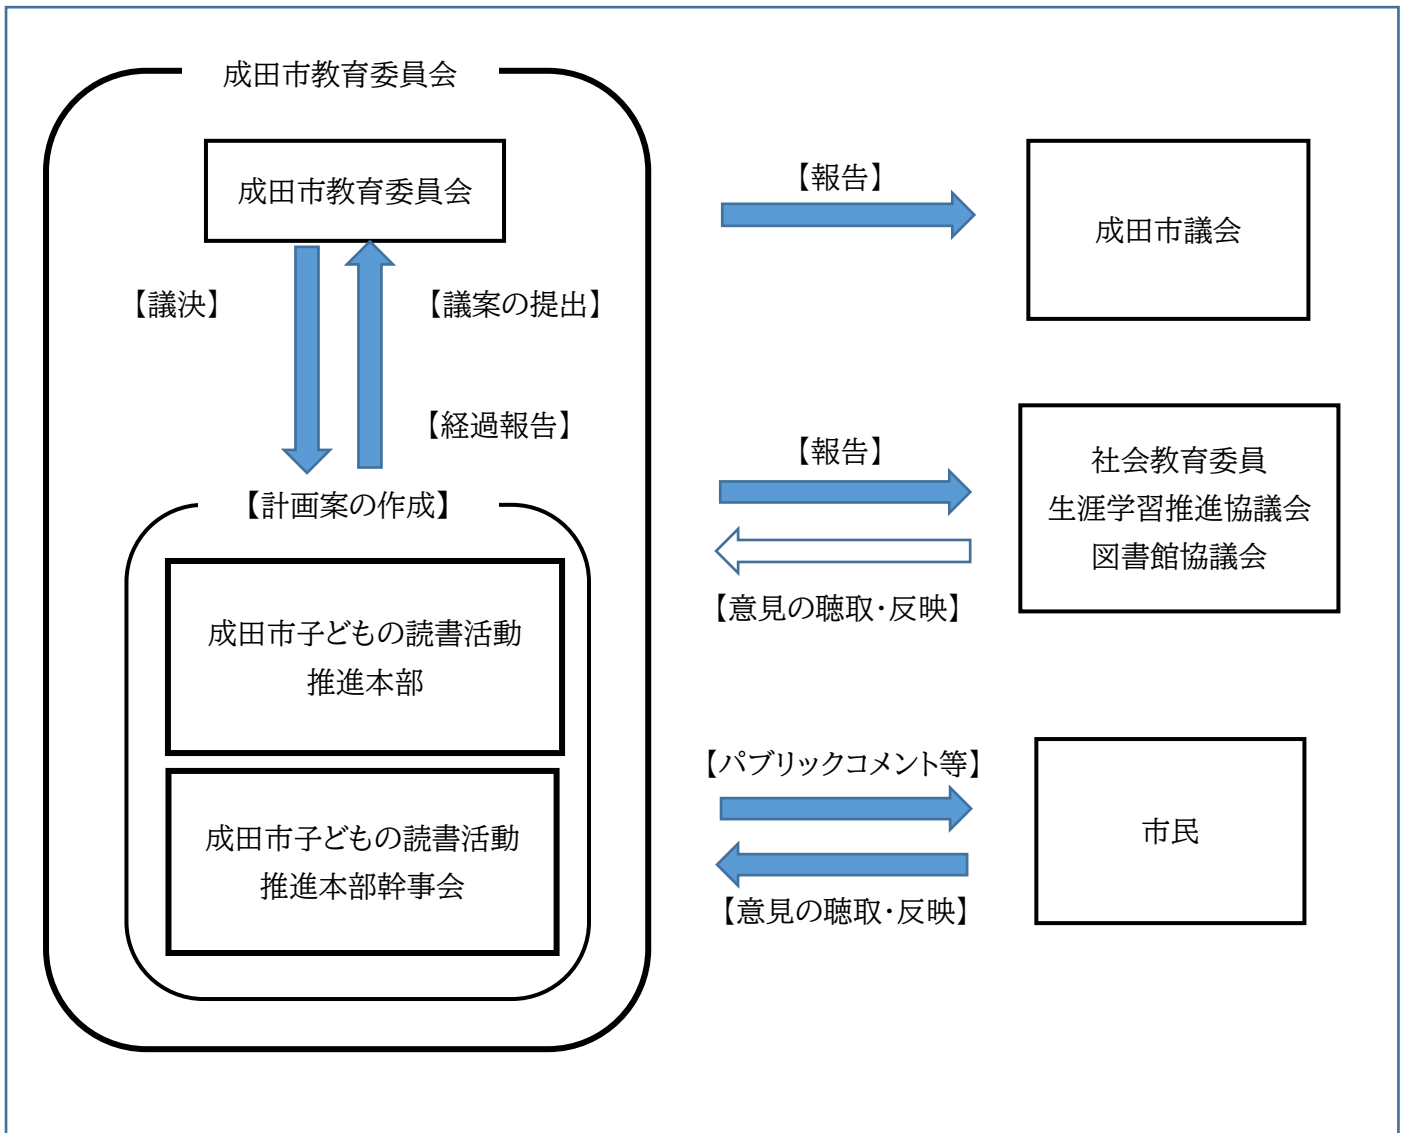 成田市教育委員会
成田市教育委員会
【議決】
【議案の提出】
【経過報告】
【計画案の作成】
成田市子どもの読書活動
推進本部
成田市子どもの読書活動
推進本部幹事会
【報告】
成田市議会
【報告】
【意見の聴取・反映】
社会教育委員
生涯学習推進協議会
図書館協議会
【パブリックコメント等】
【意見の聴取・反映】
市民